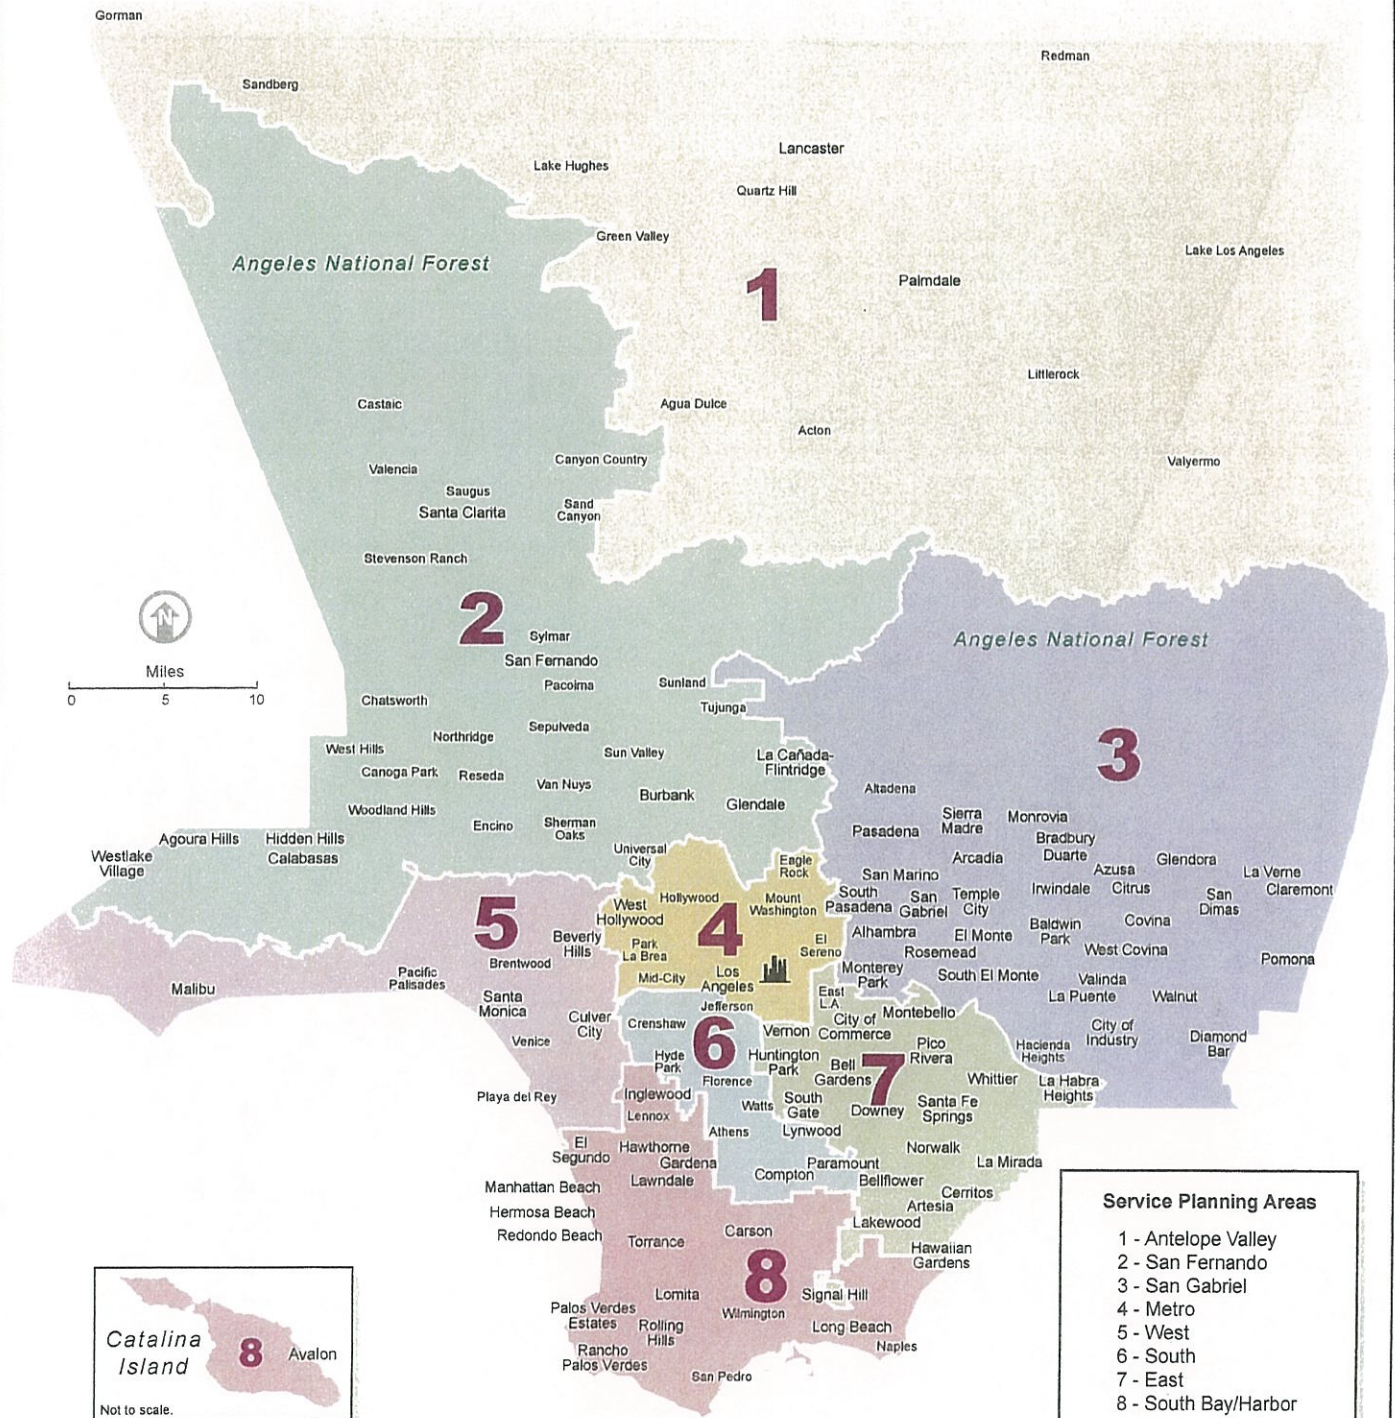 Gorman
Redman
Sandberg
Lancaster
Lake Hughes
Quartz Hill
Green Valley
Lake Los Angeles
Angeles National Forest
Palmdale
1
Littlerock
Castaic
Agua Dulce
Acton
Canyon Country
Valyermo
Valencia
Saugus
Santa Clarita
Sand
Canyon
Stevenson Ranch
N
Miles
0 5 10
2
Sylmar
San Fernando
Pacoima
Angeles National Forest
Sunland
Chatsworth
Tujunga
Sepulveda
Northridge
West Hills
Sun Valley
La Cañada-
Flintridge
3
Canoga Park
Reseda
Van Nuys
Burbank
Glendale
Altadena
Woodland Hills
Encino
Sherman
Oaks
Pasadena
Sierra
Madre
Monrovia
Bradbury
Duarte
Agoura Hills
Hidden Hills
Calabasas
Westlake
Village
Universal
City
Eagle
Rock
Arcadia
Azusa
Glendora
La Verne
San Marino
Irwindale
Citrus
Claremont
Hollywood
Mount
Washington
South
Pasadena
San
Gabriel
Temple
City
San
Dimas
West
Hollywood
4
5
Beverly
Hills
Park
La Brea
El
Sereno
Alhambra
El Monte
Baldwin
Park
Covina
Rosemead
West Covina
Brentwood
Pomona
Pacific
Palisades
Mid-City
Los
Angeles
Monterey
Park
South El Monte
Valinda
La Puente
Walnut
Malibu
Santa
Monica
Jefferson
East
L.A.
Montebello
Culver
City
Crenshaw
6
Vernon
City of
Commerce
City of
Industry
Diamond
Bar
Venice
Hyde
Park
Huntington
Park
Pico
Rivera
Hacienda
Heights
Bell
Gardens
7
Florence
Whittier
La Habra
Heights
Playa del Rey
Inglewood
Lennox
Watts
South
Gate
Downey
Santa Fe
Springs
Athens
Lynwood
El
Segundo
Hawthorne
Gardena
Lawndale
Norwalk
La Mirada
Paramount
Compton
Bellflower
Manhattan Beach
Cerritos
Artesia
Hermosa Beach
Lakewood
Redondo Beach
Torrance
Carson
Hawaiian
Gardens
8
Lomita
Signal Hill
Wilmington
Palos Verdes
Estates
Rolling
Hills
Long Beach
Naples
Rancho
Palos Verdes
San Pedro
Catalina
Island
8
Avalon
Not to scale.
Service Planning Areas
1 - Antelope Valley
2 - San Fernando
3 - San Gabriel
4 - Metro
5 - West
6 - South
7 - East
8 - South Bay/Harbor